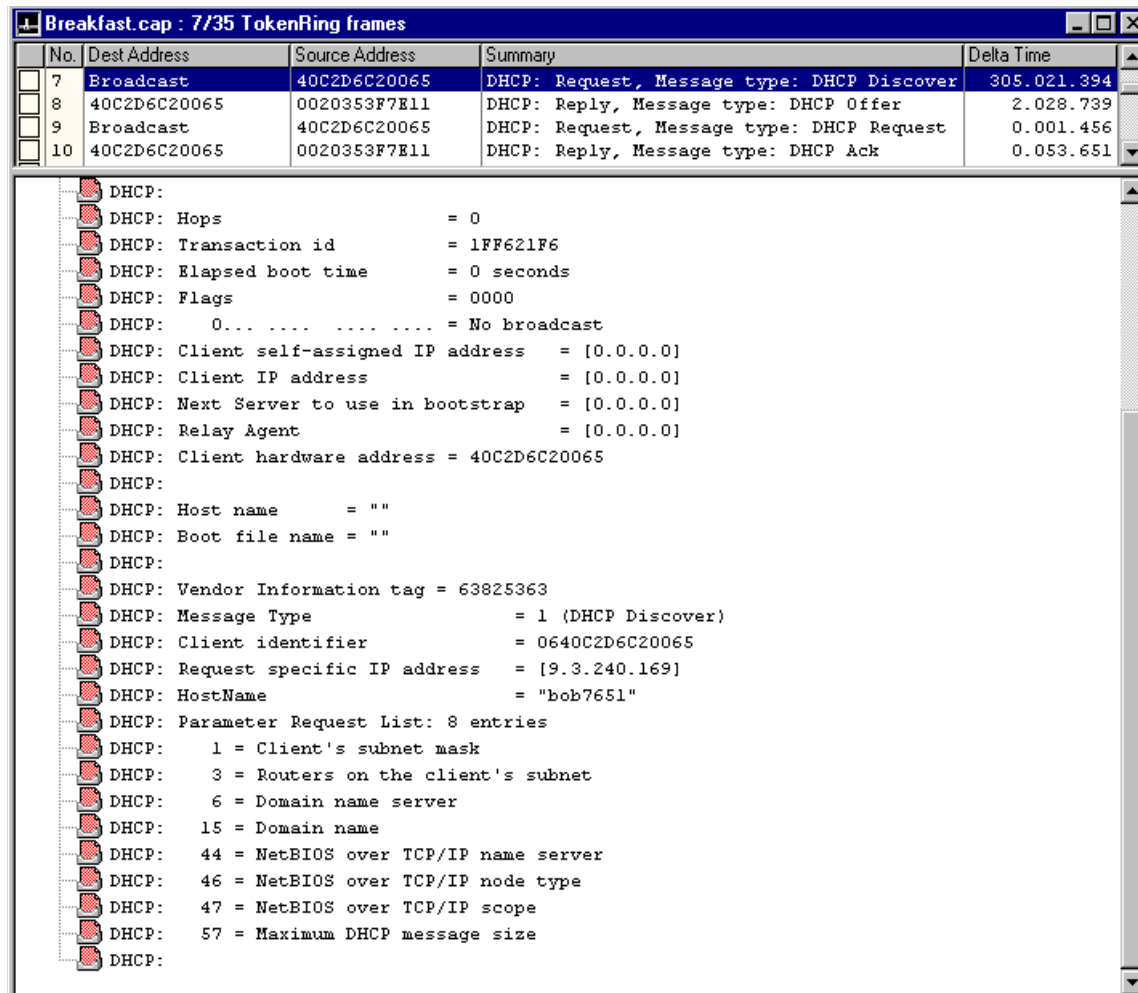 Breakfast.cap : 7/35 TokenRing frames
No. Dest Address Source Address Summary Delta Time
7 Broadcast 40C2D6C20065 DHCP: Request, Message type: DHCP Discover 305.021.394
8 40C2D6C20065 0020353F7E11 DHCP: Reply, Message type: DHCP Offer 2.028.739
9 Broadcast 40C2D6C20065 DHCP: Request, Message type: DHCP Request 0.001.456
10 40C2D6C20065 0020353F7E11 DHCP: Reply, Message type: DHCP Ack 0.053.651
DHCP:
DHCP: Hops = 0
DHCP: Transaction id = 1FF621F6
DHCP: Elapsed boot time = 0 seconds
DHCP: Flags = 0000
DHCP: 0... .... .... .... = No broadcast
DHCP: Client self-assigned IP address = [0.0.0.0]
DHCP: Client IP address = [0.0.0.0]
DHCP: Next Server to use in bootstrap = [0.0.0.0]
DHCP: Relay Agent = [0.0.0.0]
DHCP: Client hardware address = 40C2D6C20065
DHCP:
DHCP: Host name = ""
DHCP: Boot file name = ""
DHCP:
DHCP: Vendor Information tag = 63825363
DHCP: Message Type = 1 (DHCP Discover)
DHCP: Client identifier = 0640C2D6C20065
DHCP: Request specific IP address = [9.3.240.169]
DHCP: HostName = "bob7651"
DHCP: Parameter Request List: 8 entries
DHCP: 1 = Client's subnet mask
DHCP: 3 = Routers on the client's subnet
DHCP: 6 = Domain name server
DHCP: 15 = Domain name
DHCP: 44 = NetBIOS over TCP/IP name server
DHCP: 46 = NetBIOS over TCP/IP node type
DHCP: 47 = NetBIOS over TCP/IP scope
DHCP: 57 = Maximum DHCP message size
DHCP: